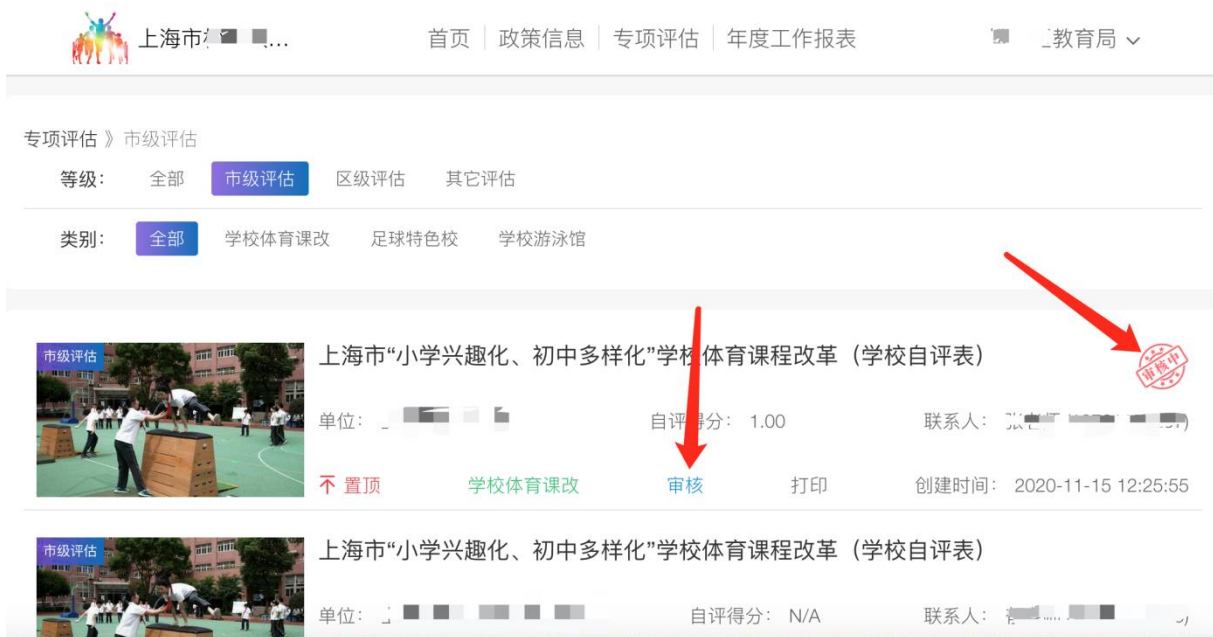 上海市 ...
首页 政策信息 专项评估 年度工作报表
教育局
专项评估 》市级评估
等级： 全部 市级评估 区级评估 其它评估
类别： 全部 学校体育课改 足球特色校 学校游泳馆
市级评估
上海市“小学兴趣化、初中多样化”学校体育课程改革（学校自评表）
审核中
单位： 自评得分： 1.00 联系人：
置顶 学校体育课改 审核 打印 创建时间： 2020-11-15 12:25:55
市级评估
上海市“小学兴趣化、初中多样化”学校体育课程改革（学校自评表）
单位： 自评得分： N/A 联系人：